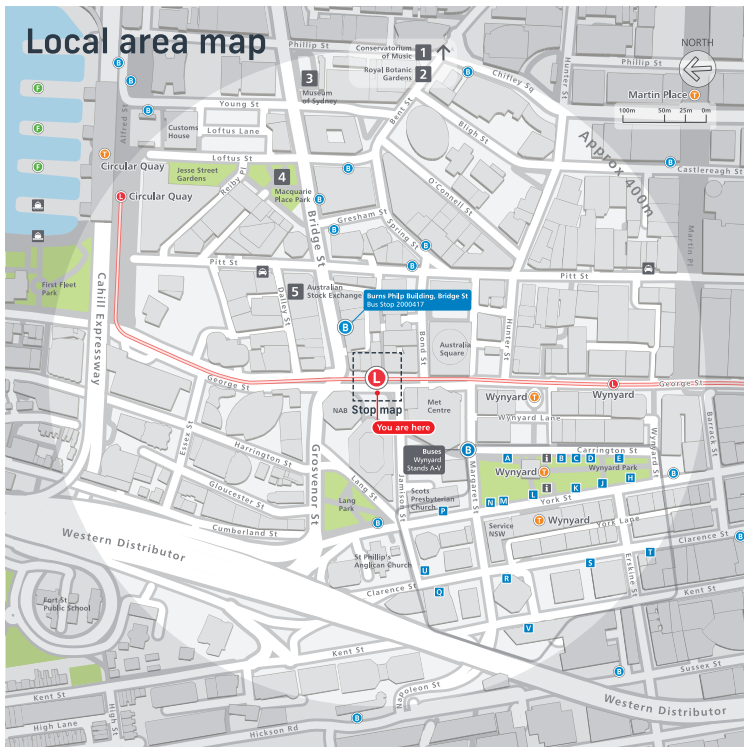 Local area map
Phillip St
Conservatorium
of Music
1
Royal Botanic
Gardens
2
NORTH
Hunter St
Phillip St
Chifley Sq
Martin Place
T
100m
50m
25m
0m
3
Museum
of Sydney
B
B
B
B
F
F
F
Alfred St
Young St
Customs
House
Loftus Lane
Bent St
Bligh St
Approx 400m
T
Circular Quay
Loftus St
Jesse Street
Gardens
Reiby Pl
4
Macquarie
Place Park
B
B
Castlereagh St
L
Circular Quay
B
O'Connell St
Gresham St
B
Spring St
B
Bridge St
Martin Pl
Pitt St
B
Pitt St
First Fleet
Park
Cahill Expressway
Dalley St
5
Australian
Stock Exchange
Burns Philp Building, Bridge St
Bus Stop 2000417
B
Bond St
Australia
Square
Hunter St
George St
L
L
George St
Stop map
You are here
NAB
Met
Centre
Wynyard
T
Wynyard
Wynyard Lane
Barrack St
Essex St
Harrington St
Grosvenor St
Buses
Wynyard
Stands A-V
B
Carrington St
A
i
B
C
D
E
Wynyard St
Wynyard
T
Wynyard Park
B
Gloucester St
Lang St
Jamison St
Margaret St
Scots
Presbyterian
Church
P
N
M
L
i
K
J
H
York St
Lang
Park
B
Cumberland St
Service
NSW
T
Wynyard
York Lane
Clarence St
B
Western Distributor
St Phillip's
Anglican Church
U
R
S
T
Erskine St
Clarence St
Q
Kent St
Fort St
Public School
V
Kent St
B
Sussex St
Kent St
High St
Napoleon St
Western Distributor
High Lane
Hickson Rd
B